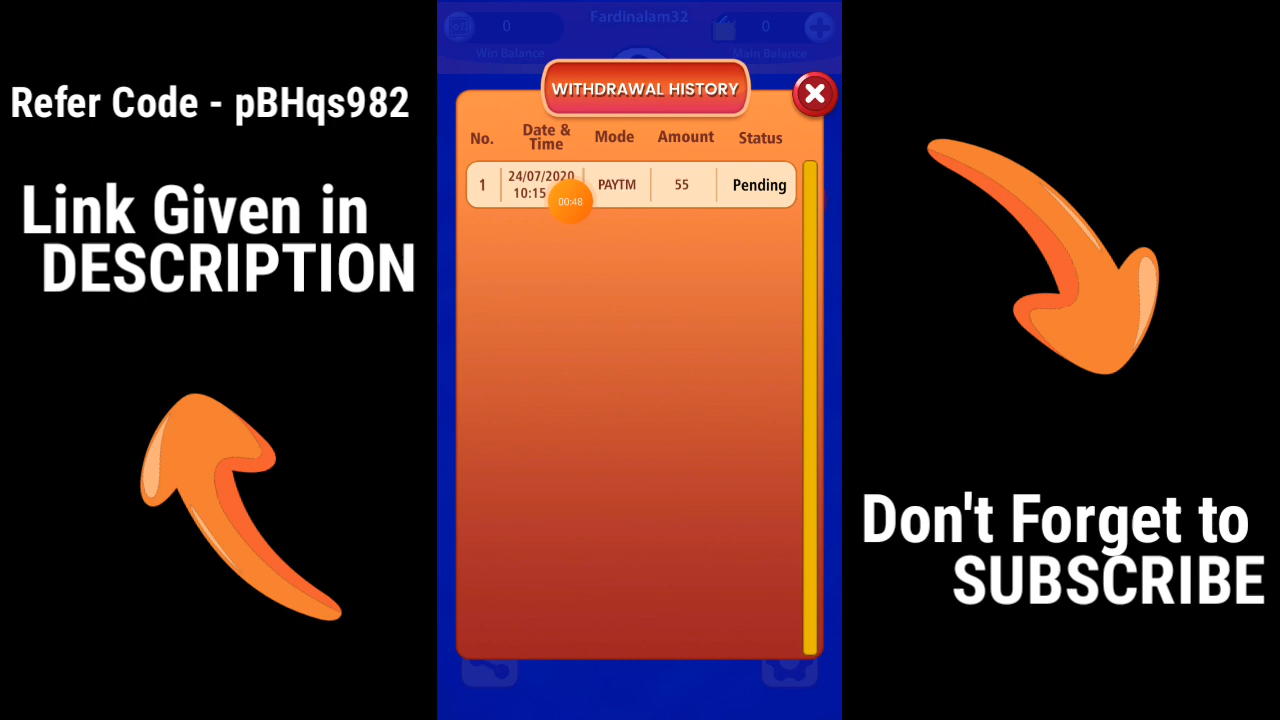 Refer Code - pBHqs982
Link Given in
DESCRIPTION
0
Fardinalam32
0
Win Balance
Main Balance
WITHDRAWAL HISTORY
No.
Date &
Time
Mode
Amount
Status
1
24/07/2020
10:15
PAYTM
55
Pending
00:48
Don't Forget to
SUBSCRIBE